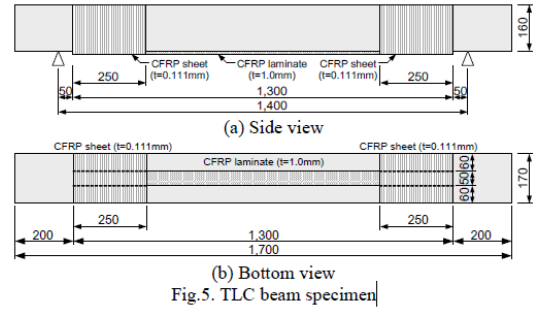 160
CFRP sheet CFRP laminate CFRP sheet
(t=0.111mm) (t=1.0mm) (t=0.111mm)
250 250
50 1,300 50
1,400
(a) Side view
CFRP sheet (t=0.111mm) CFRP sheet (t=0.111mm)
CFRP laminate (t=1.0mm)
60
50
60
170
250 250
200 1,300 200
1,700
(b) Bottom view
Fig.5. TLC beam specimen